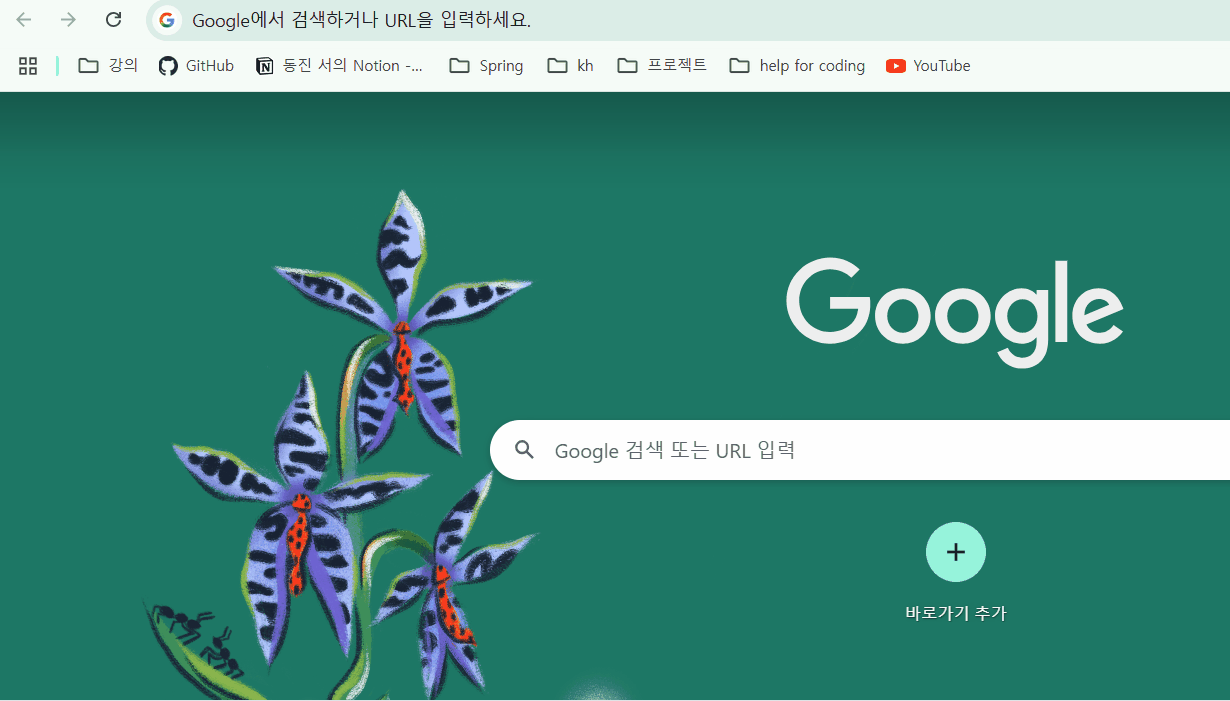 Google에서 검색하거나 URL을 입력하세요.
강의 GitHub 동진 서의 Notion -... Spring kh 프로젝트 help for coding YouTube
Google
Google 검색 또는 URL 입력
바로가기 추가